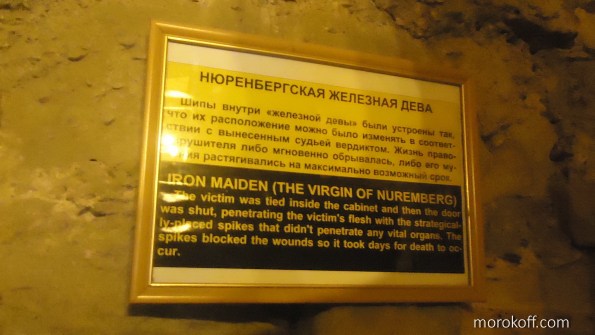 НЮРЕНБЕРГСКАЯ ЖЕЛЕЗНАЯ ДЕВА
Шипы внутри «железной девы» были устроены так,
что их расположение можно было изменять в соответ-
ствии с вынесенным судьей вердиктом. Жизнь право-
нарушителя либо мгновенно обрывалась, либо его му-
чения растягивались на максимально возможный срок.
IRON MAIDEN (THE VIRGIN OF NUREMBERG)
The victim was tied inside the cabinet and then the door
was shut, penetrating the victim's flesh with the strategical-
ly-placed spikes that didn't penetrate any vital organs. The
spikes blocked the wounds so it took days for death to oc-
cur.
morokoff.com